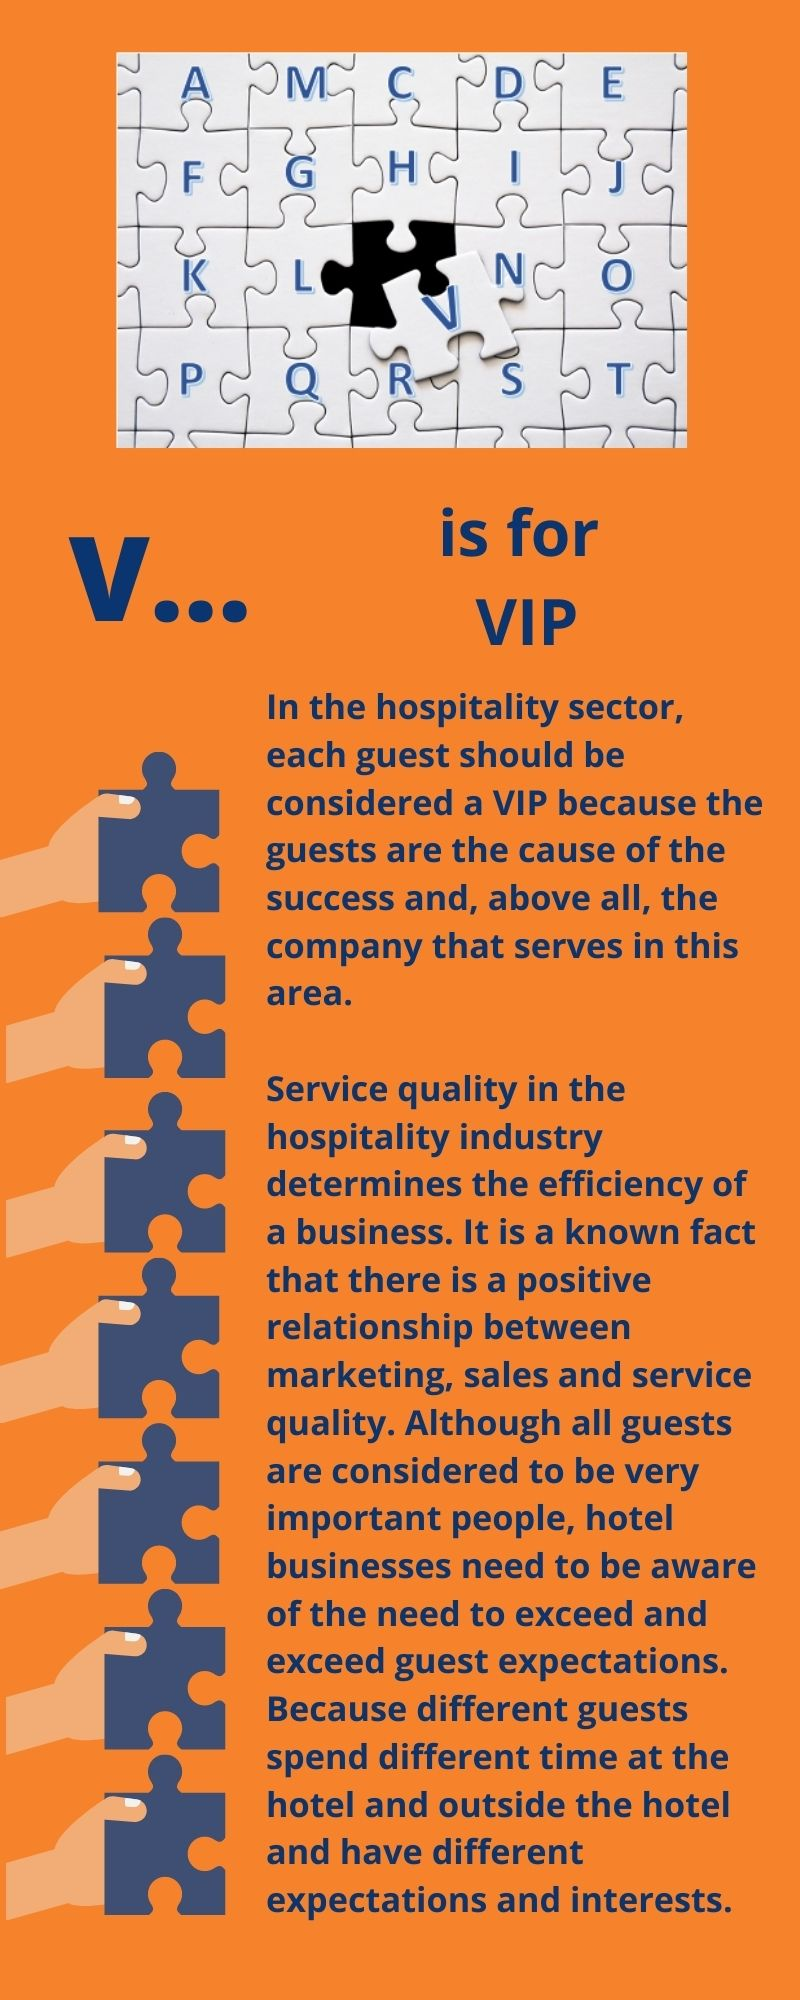 A M C D E
F G H I J
K L N O
V
P Q R S T
V...
is for
VIP
In the hospitality sector,
each guest should be
considered a VIP because the
guests are the cause of the
success and, above all, the
company that serves in this
area.
Service quality in the
hospitality industry
determines the efficiency of
a business. It is a known fact
that there is a positive
relationship between
marketing, sales and service
quality. Although all guests
are considered to be very
important people, hotel
businesses need to be aware
of the need to exceed and
exceed guest expectations.
Because different guests
spend different time at the
hotel and outside the hotel
and have different
expectations and interests.